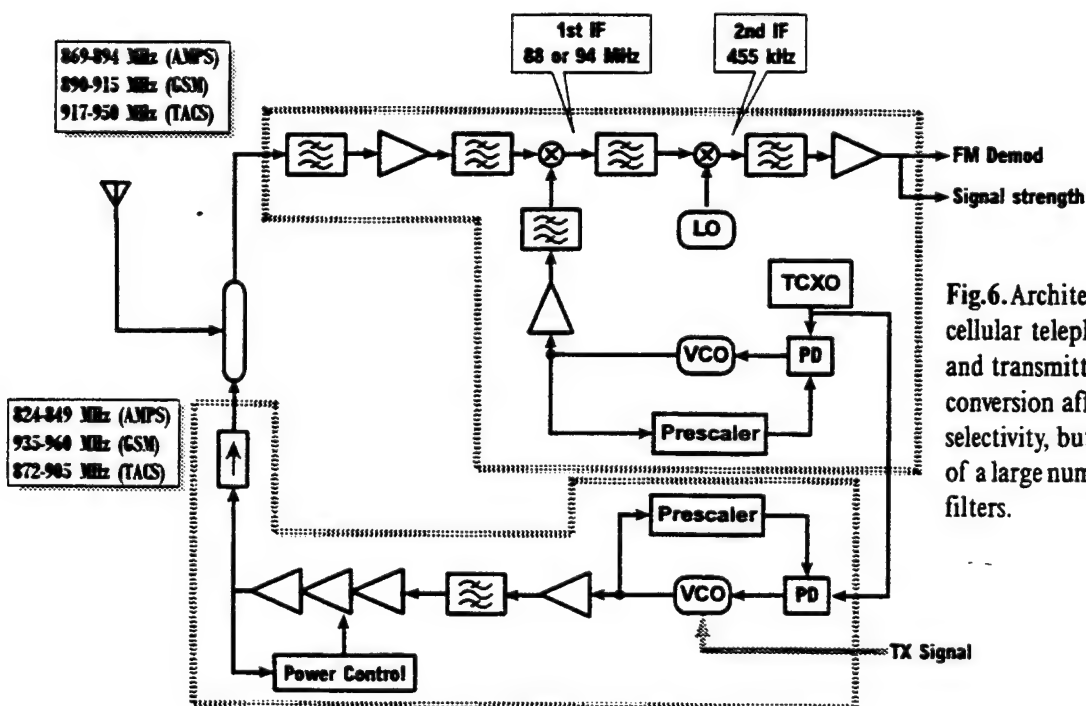 869-894 MHz (AMPS)
890-915 MHz (GSM)
917-950 MHz (TACS)
1st IF
88 or 94 MHz
2nd IF
455 kHz
FM Demod
Signal strength
LO
TCXO
VCO
PD
Prescaler
Fig.6. Archite
cellular teleph
and transmitt
conversion aff
selectivity, but
of a large num
filters.
824-849 MHz (AMPS)
935-960 MHz (GSM)
872-905 MHz (TACS)
Prescaler
VCO
PD
Power Control
TX Signal